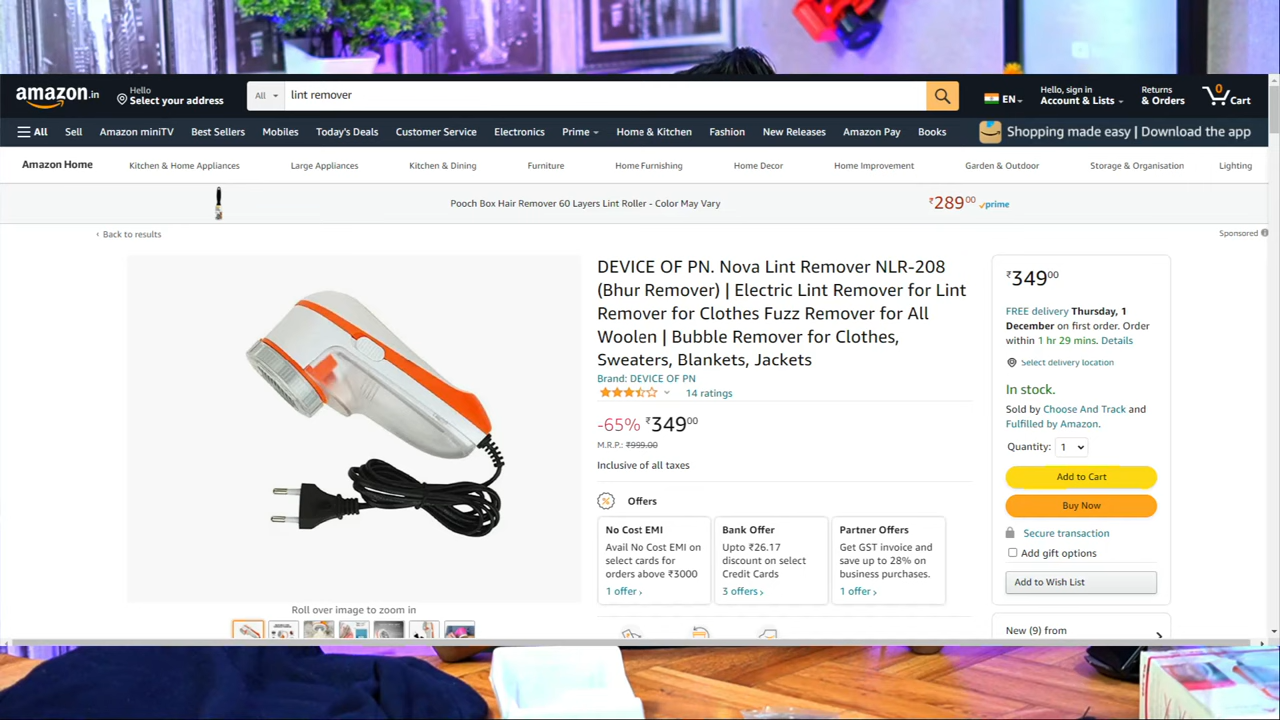 amazon.in
Hello
Select your address
All
lint remover
EN
Hello, sign in
Account & Lists
Returns
& Orders
0
Cart
All
Sell
Amazon miniTV
Best Sellers
Mobiles
Today's Deals
Customer Service
Electronics
Prime
Home & Kitchen
Fashion
New Releases
Amazon Pay
Books
Shopping made easy | Download the app
Amazon Home
Kitchen & Home Appliances
Large Appliances
Kitchen & Dining
Furniture
Home Furnishing
Home Decor
Home Improvement
Garden & Outdoor
Storage & Organisation
Lighting
Pooch Box Hair Remover 60 Layers Lint Roller - Color May Vary
₹289⁰⁰ prime
Sponsored
‹ Back to results
DEVICE OF PN. Nova Lint Remover NLR-208
(Bhur Remover) | Electric Lint Remover for Lint
Remover for Clothes Fuzz Remover for All
Woolen | Bubble Remover for Clothes,
Sweaters, Blankets, Jackets
Brand: DEVICE OF PN
14 ratings
-65% ₹349⁰⁰
M.R.P.: ₹999.00
Inclusive of all taxes
Offers
No Cost EMI
Avail No Cost EMI on
select cards for
orders above ₹3000
1 offer ›
Bank Offer
Upto ₹26.17
discount on select
Credit Cards
3 offers ›
Partner Offers
Get GST invoice and
save up to 28% on
business purchases.
1 offer ›
Roll over image to zoom in
₹349⁰⁰
FREE delivery Thursday, 1
December on first order. Order
within 1 hr 29 mins. Details
Select delivery location
In stock.
Sold by Choose And Track and
Fulfilled by Amazon.
Quantity: 1
Add to Cart
Buy Now
Secure transaction
Add gift options
Add to Wish List
New (9) from